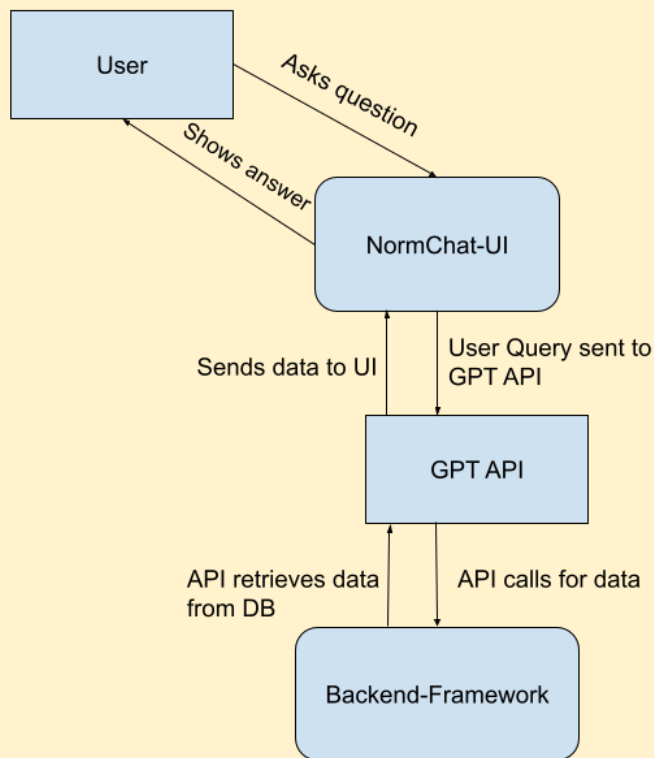 User
Asks question
Shows answer
NormChat-UI
Sends data to UI
User Query sent to
GPT API
GPT API
API retrieves data
from DB
API calls for data
Backend-Framework